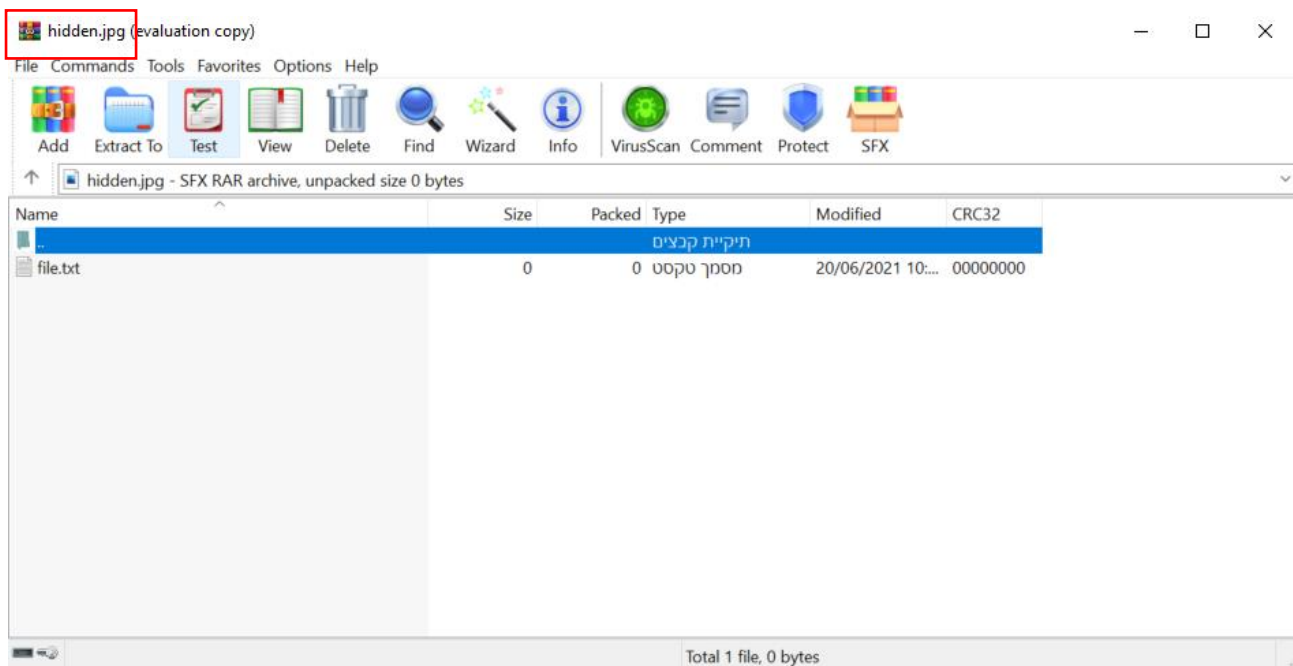 hidden.jpg (evaluation copy)
File Commands Tools Favorites Options Help
Add Extract To Test View Delete Find Wizard Info VirusScan Comment Protect SFX
hidden.jpg - SFX RAR archive, unpacked size 0 bytes
Name Size Packed Type Modified CRC32
.. תיקיית קבצים
file.txt 0 0 מסמך טקסט 20/06/2021 10:... 00000000
Total 1 file, 0 bytes